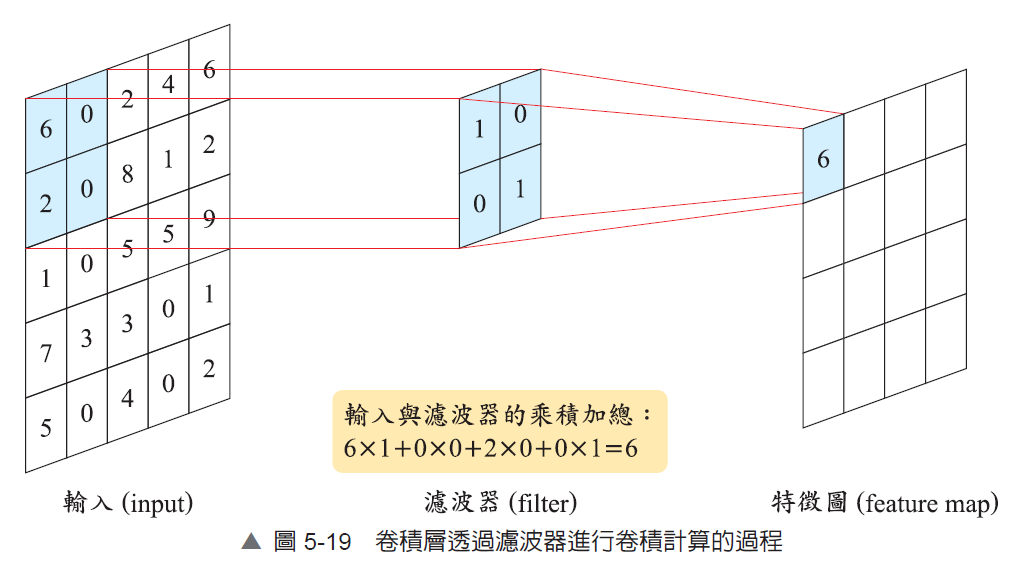 6 0 2 4 6
2 0 8 1 2
1 0 5 5 9
7 3 3 0 1
5 0 4 0 2
1 0
0 1
6
輸入與濾波器的乘積加總：
6×1+0×0+2×0+0×1=6
輸入 (input)
濾波器 (filter)
特徵圖 (feature map)
▲ 圖 5-19 卷積層透過濾波器進行卷積計算的過程